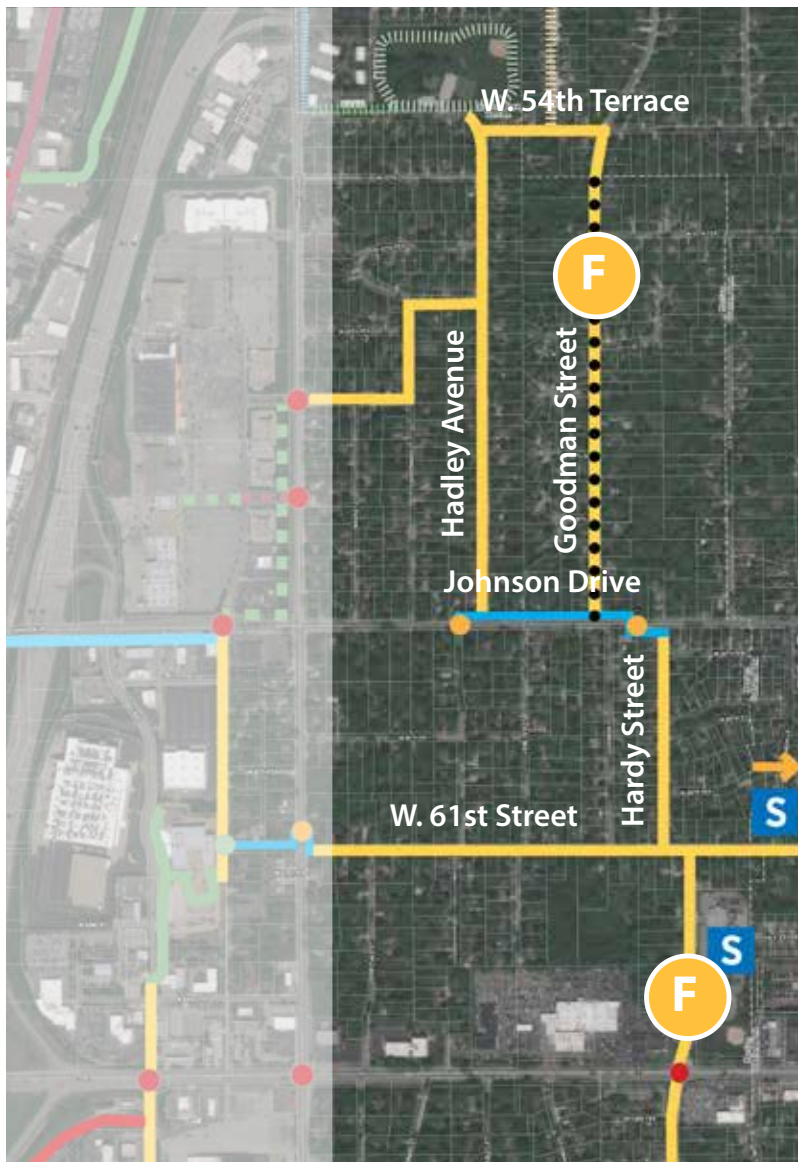 W. 54th Terrace
F
Hadley Avenue
Goodman Street
Johnson Drive
Hardy Street
W. 61st Street
S
S
F